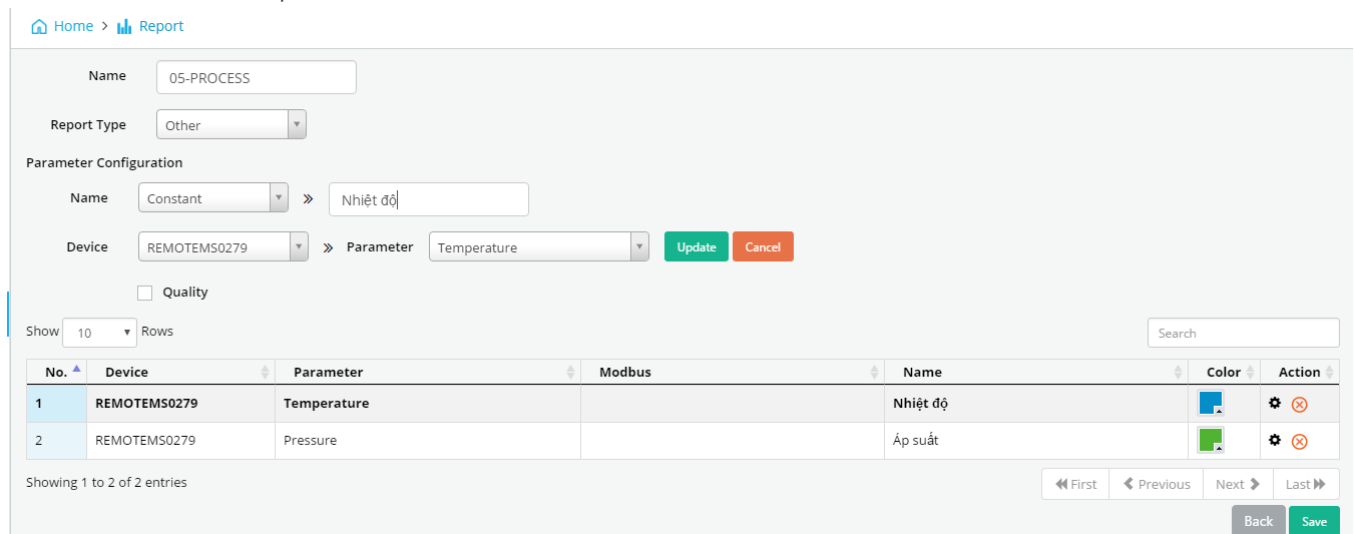 Home > Report
Name 05-PROCESS
Report Type Other
Parameter Configuration
Name Constant » Nhiệt độ
Device REMOTEMS0279 » Parameter Temperature Update Cancel
Quality
Show 10 Rows Search
No. Device Parameter Modbus Name Color Action
1 REMOTEMS0279 Temperature Nhiệt độ
2 REMOTEMS0279 Pressure Áp suất
Showing 1 to 2 of 2 entries First Previous Next Last
Back Save